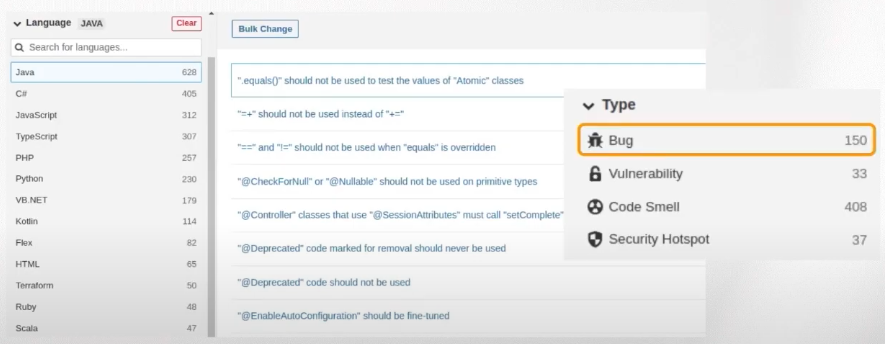 Language JAVA Clear
Search for languages...
Java 628
C# 405
JavaScript 312
TypeScript 307
PHP 257
Python 230
VB.NET 179
Kotlin 114
Flex 82
HTML 65
Terraform 50
Ruby 48
Scala 47
Bulk Change
".equals()" should not be used to test the values of "Atomic" classes
"=+" should not be used instead of "+="
"==" and "!=" should not be used when "equals" is overridden
"@CheckForNull" or "@Nullable" should not be used on primitive types
"@Controller" classes that use "@SessionAttributes" must call "setComplete"
"@Deprecated" code marked for removal should never be used
"@Deprecated" code should not be used
"@EnableAutoConfiguration" should be fine-tuned
Type
Bug 150
Vulnerability 33
Code Smell 408
Security Hotspot 37